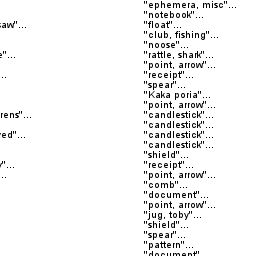 "ephemera, misc"...
"notebook"...
saw"... "float"...
"club, fishing"...
"noose"...
e"... "rattle, shark"...
"point, arrow"...
... "receipt"...
"spear"...
"Kaka poria"...
"point, arrow"...
rens"... "candlestick"...
"candlestick"...
red"... "candlestick"...
"candlestick"...
"shield"...
"... "receipt"...
... "point, arrow"...
"comb"...
"document"...
"point, arrow"...
"jug, toby"...
"shield"...
"spear"...
"pattern"...
"document"